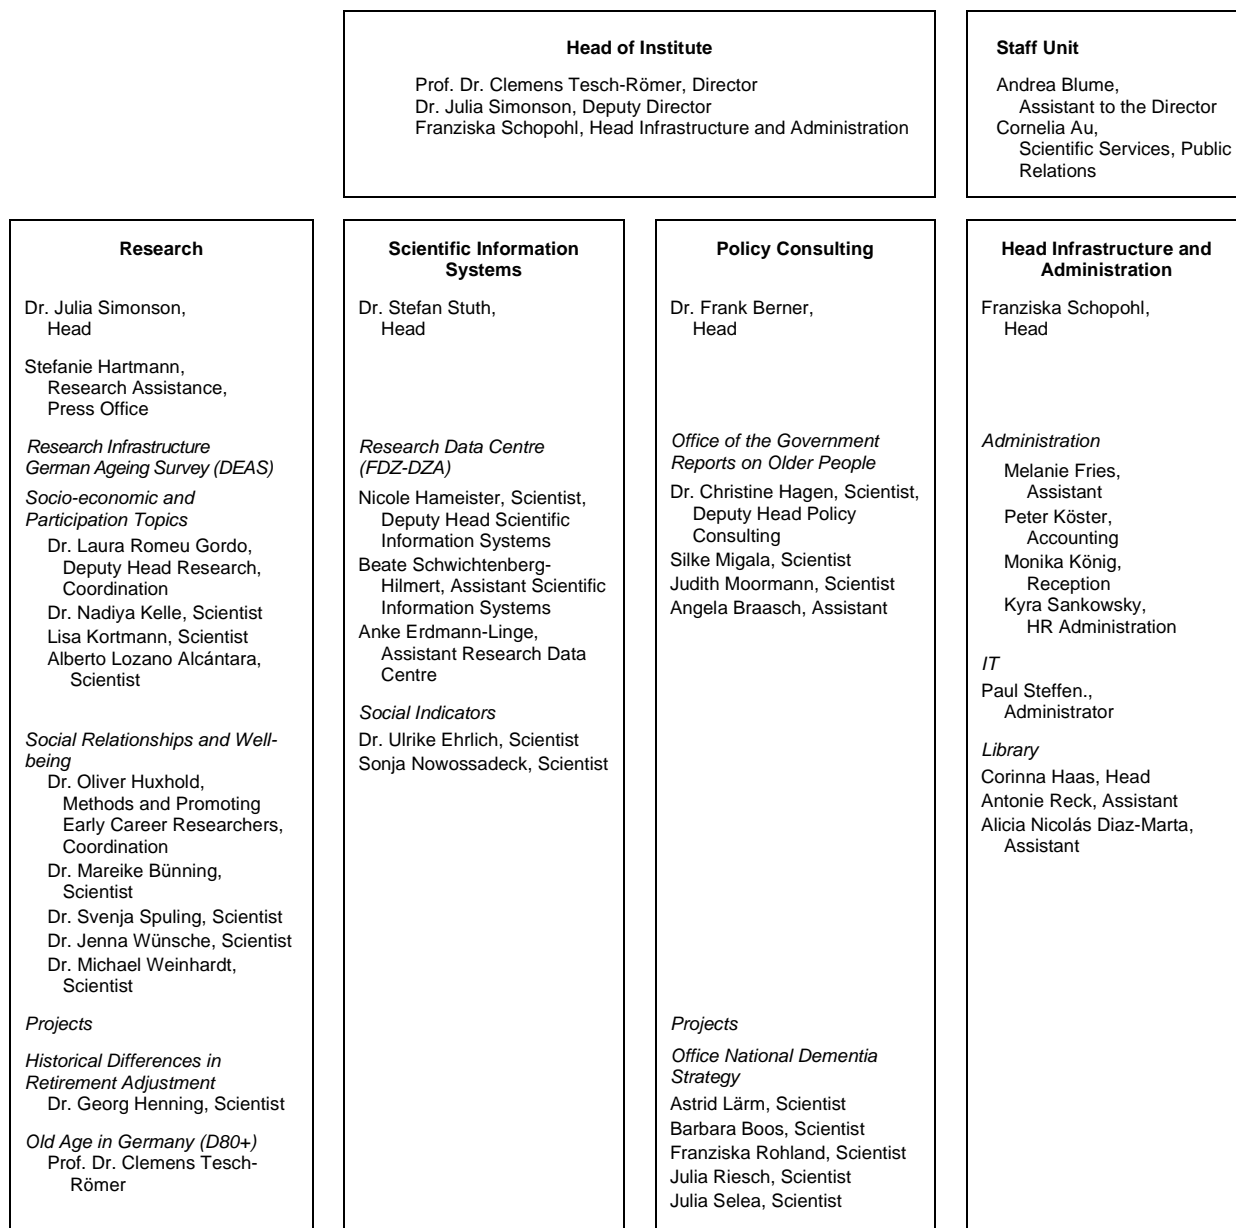 Head of Institute
Prof. Dr. Clemens Tesch-Römer, Director
Dr. Julia Simonson, Deputy Director
Franziska Schopohl, Head Infrastructure and Administration
Staff Unit
Andrea Blume,
Assistant to the Director
Cornelia Au,
Scientific Services, Public
Relations
Research
Dr. Julia Simonson,
Head
Stefanie Hartmann,
Research Assistance,
Press Office
Research Infrastructure
German Ageing Survey (DEAS)
Socio-economic and
Participation Topics
Dr. Laura Romeu Gordo,
Deputy Head Research,
Coordination
Dr. Nadiya Kelle, Scientist
Lisa Kortmann, Scientist
Alberto Lozano Alcántara,
Scientist
Social Relationships and Well-
being
Dr. Oliver Huxhold,
Methods and Promoting
Early Career Researchers,
Coordination
Dr. Mareike Bünning,
Scientist
Dr. Svenja Spuling, Scientist
Dr. Jenna Wünsche, Scientist
Dr. Michael Weinhardt,
Scientist
Projects
Historical Differences in
Retirement Adjustment
Dr. Georg Henning, Scientist
Old Age in Germany (D80+)
Prof. Dr. Clemens Tesch-
Römer
Scientific Information
Systems
Dr. Stefan Stuth,
Head
Research Data Centre
(FDZ-DZA)
Nicole Hameister, Scientist,
Deputy Head Scientific
Information Systems
Beate Schwichtenberg-
Hilmert, Assistant Scientific
Information Systems
Anke Erdmann-Linge,
Assistant Research Data
Centre
Social Indicators
Dr. Ulrike Ehrlich, Scientist
Sonja Nowossadeck, Scientist
Policy Consulting
Dr. Frank Berner,
Head
Office of the Government
Reports on Older People
Dr. Christine Hagen, Scientist,
Deputy Head Policy
Consulting
Silke Migala, Scientist
Judith Moormann, Scientist
Angela Braasch, Assistant
Projects
Office National Dementia
Strategy
Astrid Lärm, Scientist
Barbara Boos, Scientist
Franziska Rohland, Scientist
Julia Riesch, Scientist
Julia Selea, Scientist
Head Infrastructure and
Administration
Franziska Schopohl,
Head
Administration
Melanie Fries,
Assistant
Peter Köster,
Accounting
Monika König,
Reception
Kyra Sankowsky,
HR Administration
IT
Paul Steffen.,
Administrator
Library
Corinna Haas, Head
Antonie Reck, Assistant
Alicia Nicolás Diaz-Marta,
Assistant